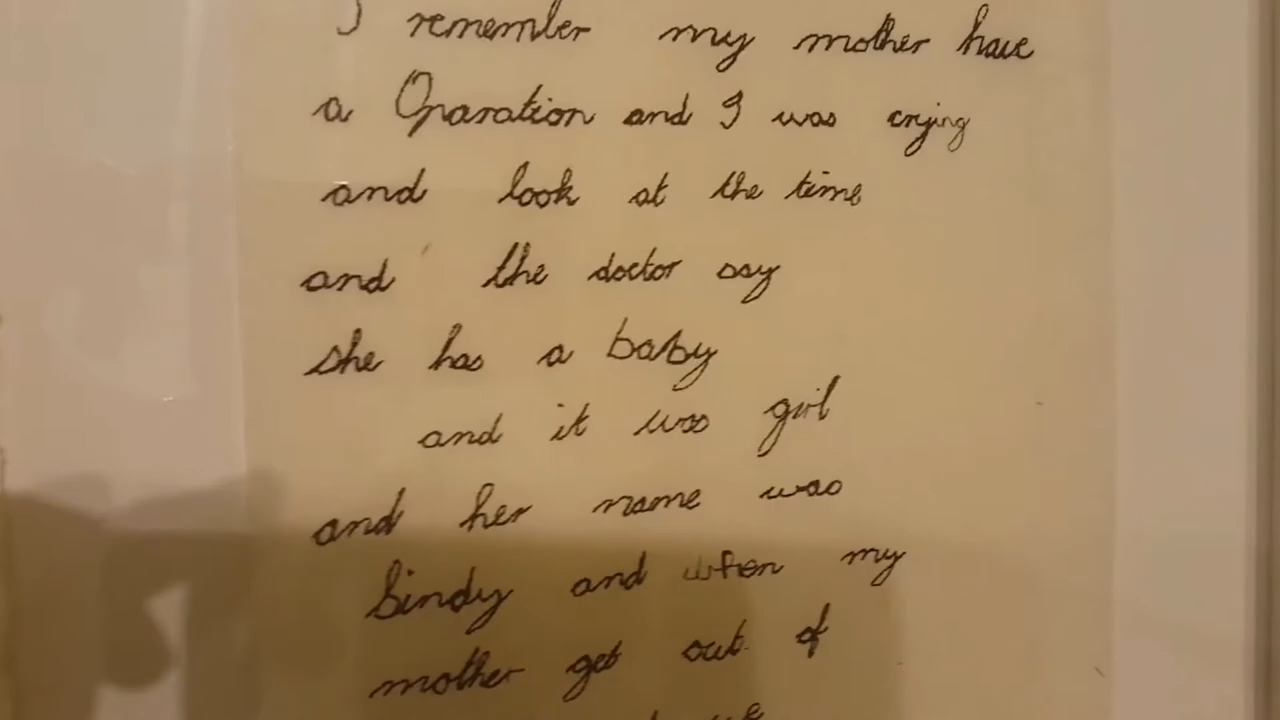 I remember my mother have
a Oparation and I was crying
and look at the time
and the doctor say
she has a baby
and it was girl
and her name was
Sindy and when my
mother get out of